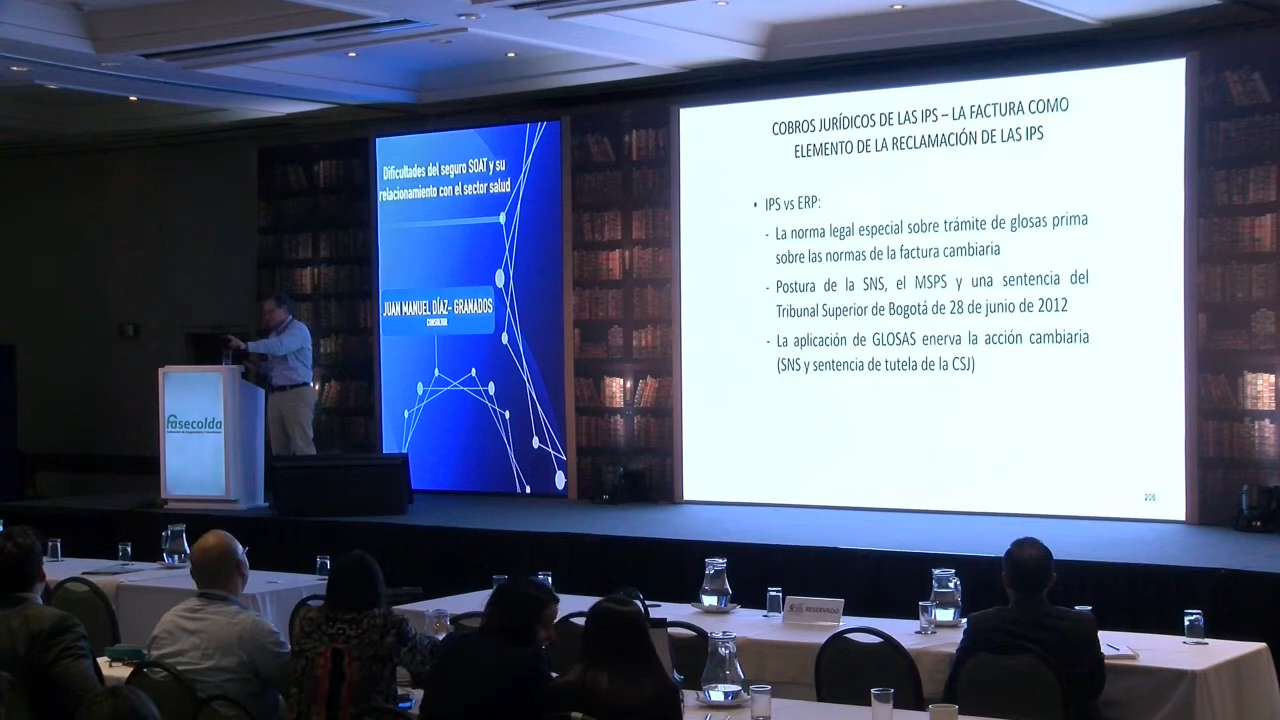 Dificultades del seguro SOAT y su
relacionamiento con el sector salud
JUAN MANUEL DÍAZ- GRANADOS
CONSULTOR
fasecolda
COBROS JURÍDICOS DE LAS IPS – LA FACTURA COMO
ELEMENTO DE LA RECLAMACIÓN DE LAS IPS
• IPS vs ERP:
- La norma legal especial sobre trámite de glosas prima
sobre las normas de la factura cambiaria
- Postura de la SNS, el MSPS y una sentencia del
Tribunal Superior de Bogotá de 28 de junio de 2012
- La aplicación de GLOSAS enerva la acción cambiaria
(SNS y sentencia de tutela de la CSJ)
206
RESERVADO